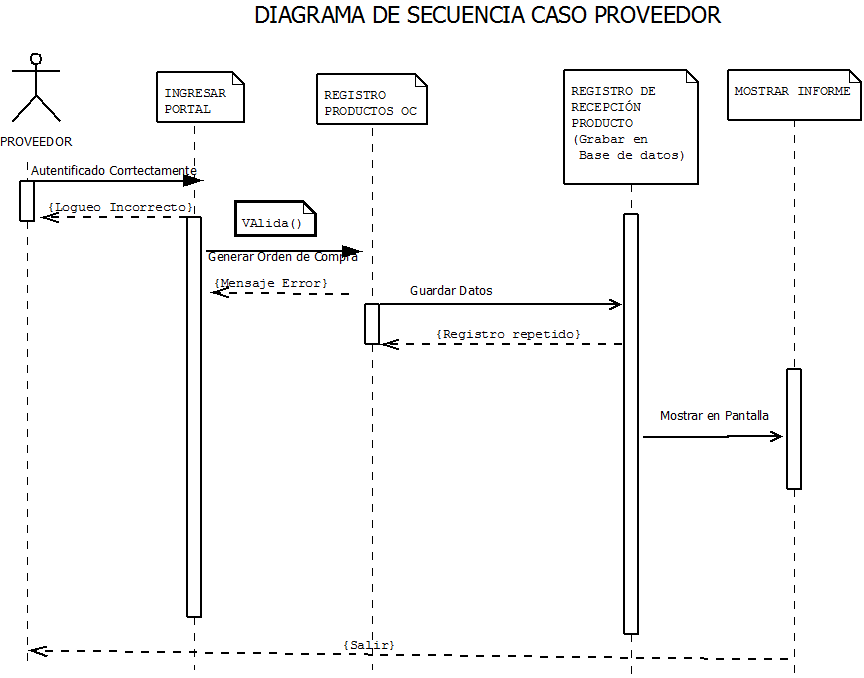 DIAGRAMA DE SECUENCIA CASO PROVEEDOR
PROVEEDOR
INGRESAR
PORTAL
REGISTRO
PRODUCTOS OC
REGISTRO DE
RECEPCIÓN
PRODUCTO
(Grabar en
Base de datos)
MOSTRAR INFORME
Autentificado Corrtectamente
{Logueo Incorrecto}
VAlida()
Generar Orden de Compra
{Mensaje Error}
Guardar Datos
{Registro repetido}
Mostrar en Pantalla
{Salir}